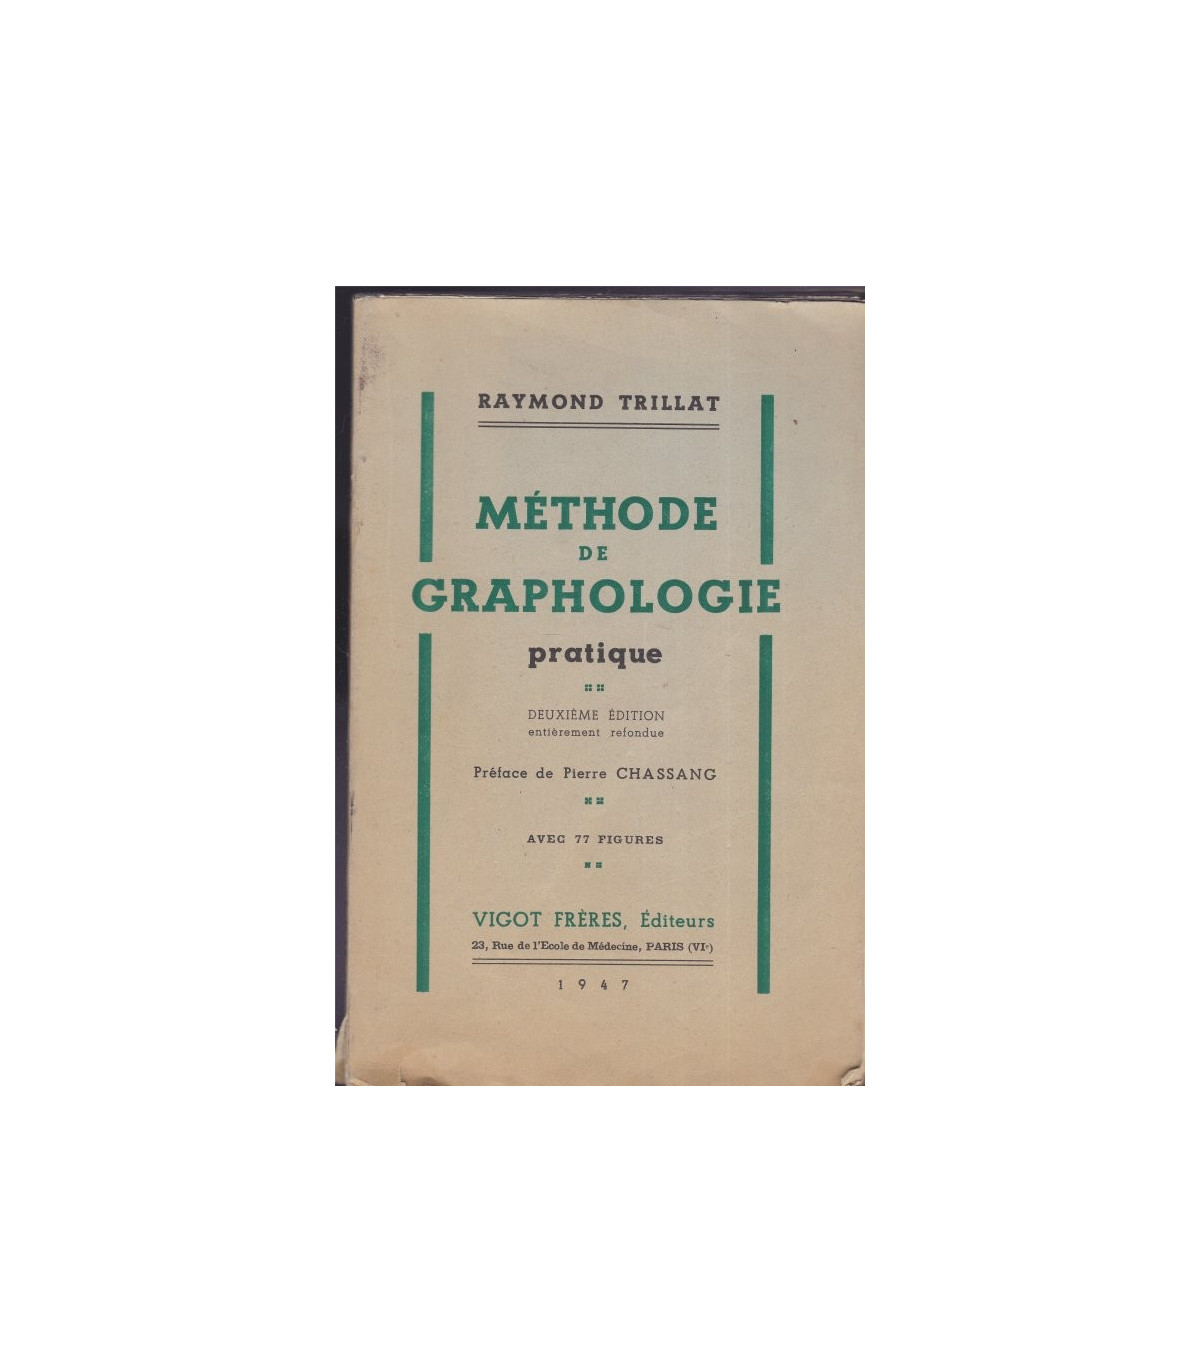 RAYMOND TRILLAT
MÉTHODE
DE
GRAPHOLOGIE
pratique
DEUXIÈME ÉDITION
entièrement refondue
Préface de Pierre CHASSANG
AVEC 77 FIGURES
VIGOT FRÈRES, Éditeurs
23, Rue de l'Ecole de Médecine, PARIS (VIᵉ)
1947